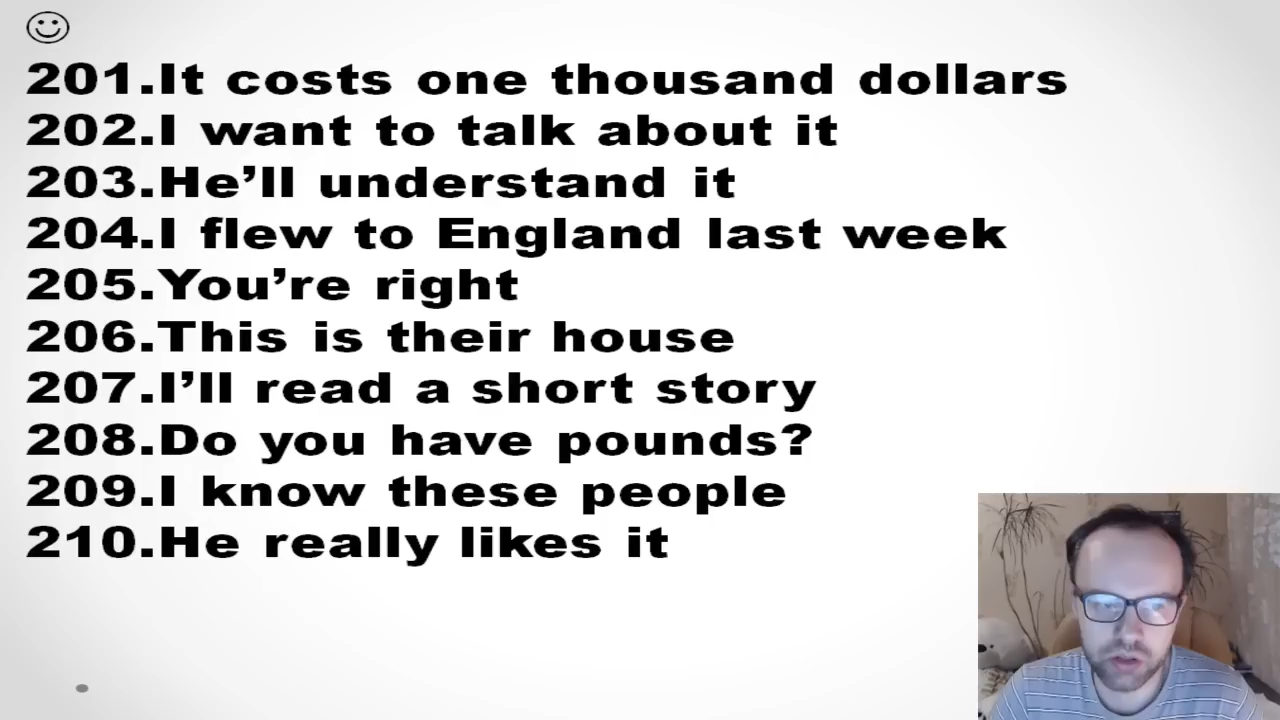 201.It costs one thousand dollars
202.I want to talk about it
203.He’ll understand it
204.I flew to England last week
205.You’re right
206.This is their house
207.I’ll read a short story
208.Do you have pounds?
209.I know these people
210.He really likes it